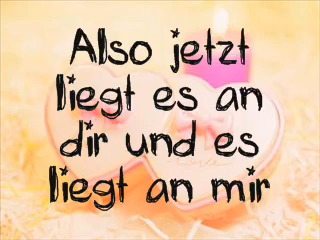 Also jetzt
liegt es an
dir und es
liegt an mir